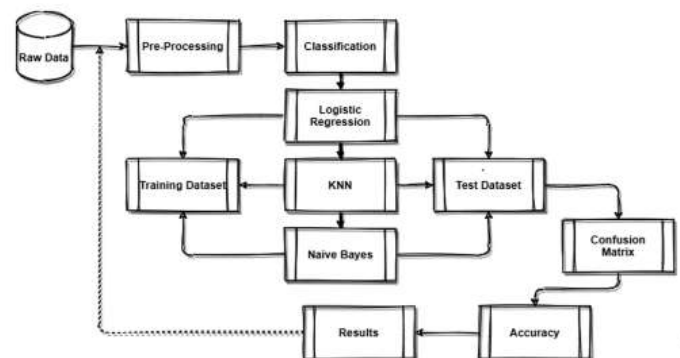 Raw Data
Pre-Processing
Classification
Logistic
Regression
Training Dataset
KNN
Test Dataset
Naive Bayes
Confusion
Matrix
Results
Accuracy